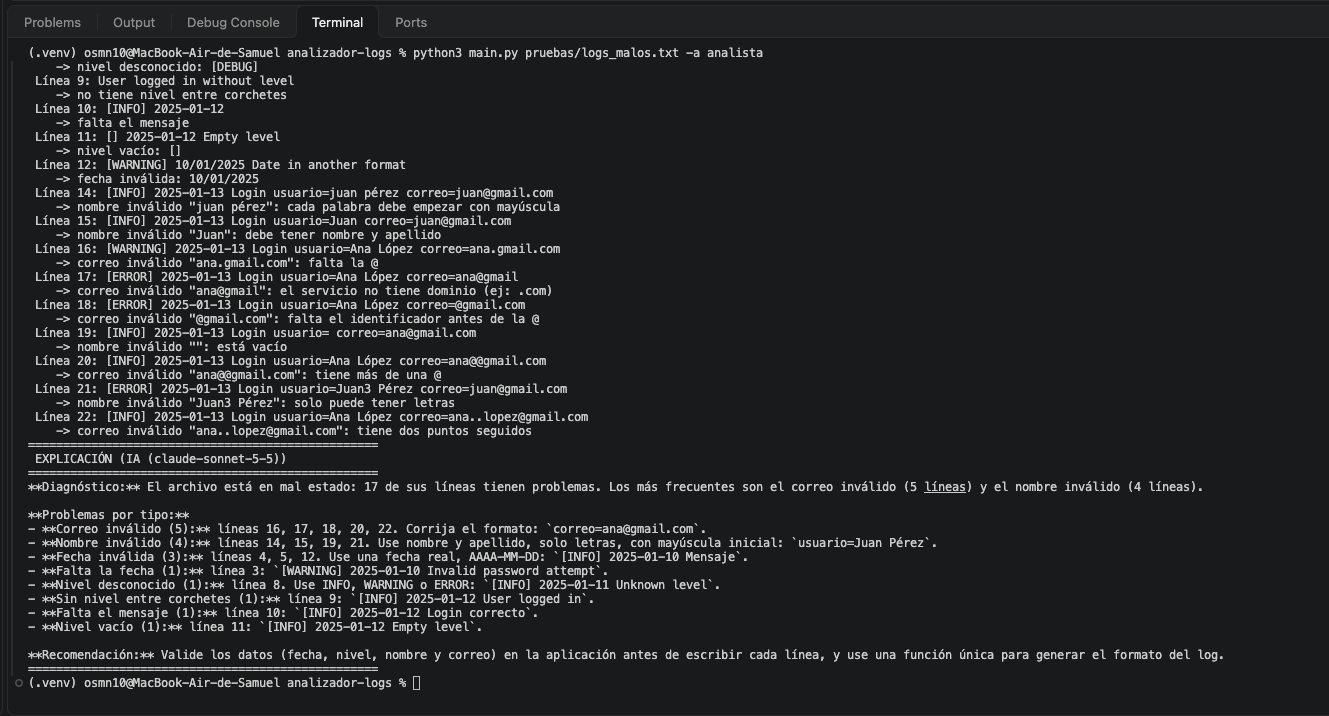 Problems Output Debug Console Terminal Ports
(.venv) osmn10@MacBook-Air-de-Samuel analizador-logs % python3 main.py pruebas/logs_malos.txt -a analista
-> nivel desconocido: [DEBUG]
Línea 9: User logged in without level
-> no tiene nivel entre corchetes
Línea 10: [INFO] 2025-01-12
-> falta el mensaje
Línea 11: [] 2025-01-12 Empty level
-> nivel vacío: []
Línea 12: [WARNING] 10/01/2025 Date in another format
-> fecha inválida: 10/01/2025
Línea 14: [INFO] 2025-01-13 Login usuario=juan pérez correo=juan@gmail.com
-> nombre inválido "juan pérez": cada palabra debe empezar con mayúscula
Línea 15: [INFO] 2025-01-13 Login usuario=Juan correo=juan@gmail.com
-> nombre inválido "Juan": debe tener nombre y apellido
Línea 16: [WARNING] 2025-01-13 Login usuario=Ana López correo=ana.gmail.com
-> correo inválido "ana.gmail.com": falta la @
Línea 17: [ERROR] 2025-01-13 Login usuario=Ana López correo=ana@gmail
-> correo inválido "ana@gmail": el servicio no tiene dominio (ej: .com)
Línea 18: [ERROR] 2025-01-13 Login usuario=Ana López correo=@gmail.com
-> correo inválido "@gmail.com": falta el identificador antes de la @
Línea 19: [INFO] 2025-01-13 Login usuario= correo=ana@gmail.com
-> nombre inválido "": está vacío
Línea 20: [INFO] 2025-01-13 Login usuario=Ana López correo=ana@@gmail.com
-> correo inválido "ana@@gmail.com": tiene más de una @
Línea 21: [ERROR] 2025-01-13 Login usuario=Juan3 Pérez correo=juan@gmail.com
-> nombre inválido "Juan3 Pérez": solo puede tener letras
Línea 22: [INFO] 2025-01-13 Login usuario=Ana López correo=ana..lopez@gmail.com
-> correo inválido "ana..lopez@gmail.com": tiene dos puntos seguidos
==================================================
EXPLICACIÓN (IA (claude-sonnet-5-5))
==================================================
**Diagnóstico:** El archivo está en mal estado: 17 de sus líneas tienen problemas. Los más frecuentes son el correo inválido (5 líneas) y el nombre inválido (4 líneas).
**Problemas por tipo:**
- **Correo inválido (5):** líneas 16, 17, 18, 20, 22. Corrija el formato: `correo=ana@gmail.com`.
- **Nombre inválido (4):** líneas 14, 15, 19, 21. Use nombre y apellido, solo letras, con mayúscula inicial: `usuario=Juan Pérez`.
- **Fecha inválida (3):** líneas 4, 5, 12. Use una fecha real, AAAA-MM-DD: `[INFO] 2025-01-10 Mensaje`.
- **Falta la fecha (1):** línea 3: `[WARNING] 2025-01-10 Invalid password attempt`.
- **Nivel desconocido (1):** línea 8. Use INFO, WARNING o ERROR: `[INFO] 2025-01-11 Unknown level`.
- **Sin nivel entre corchetes (1):** línea 9: `[INFO] 2025-01-12 User logged in`.
- **Falta el mensaje (1):** línea 10: `[INFO] 2025-01-12 Login correcto`.
- **Nivel vacío (1):** línea 11: `[INFO] 2025-01-12 Empty level`.
**Recomendación:** Valide los datos (fecha, nivel, nombre y correo) en la aplicación antes de escribir cada línea, y use una función única para generar el formato del log.
==================================================
(.venv) osmn10@MacBook-Air-de-Samuel analizador-logs %